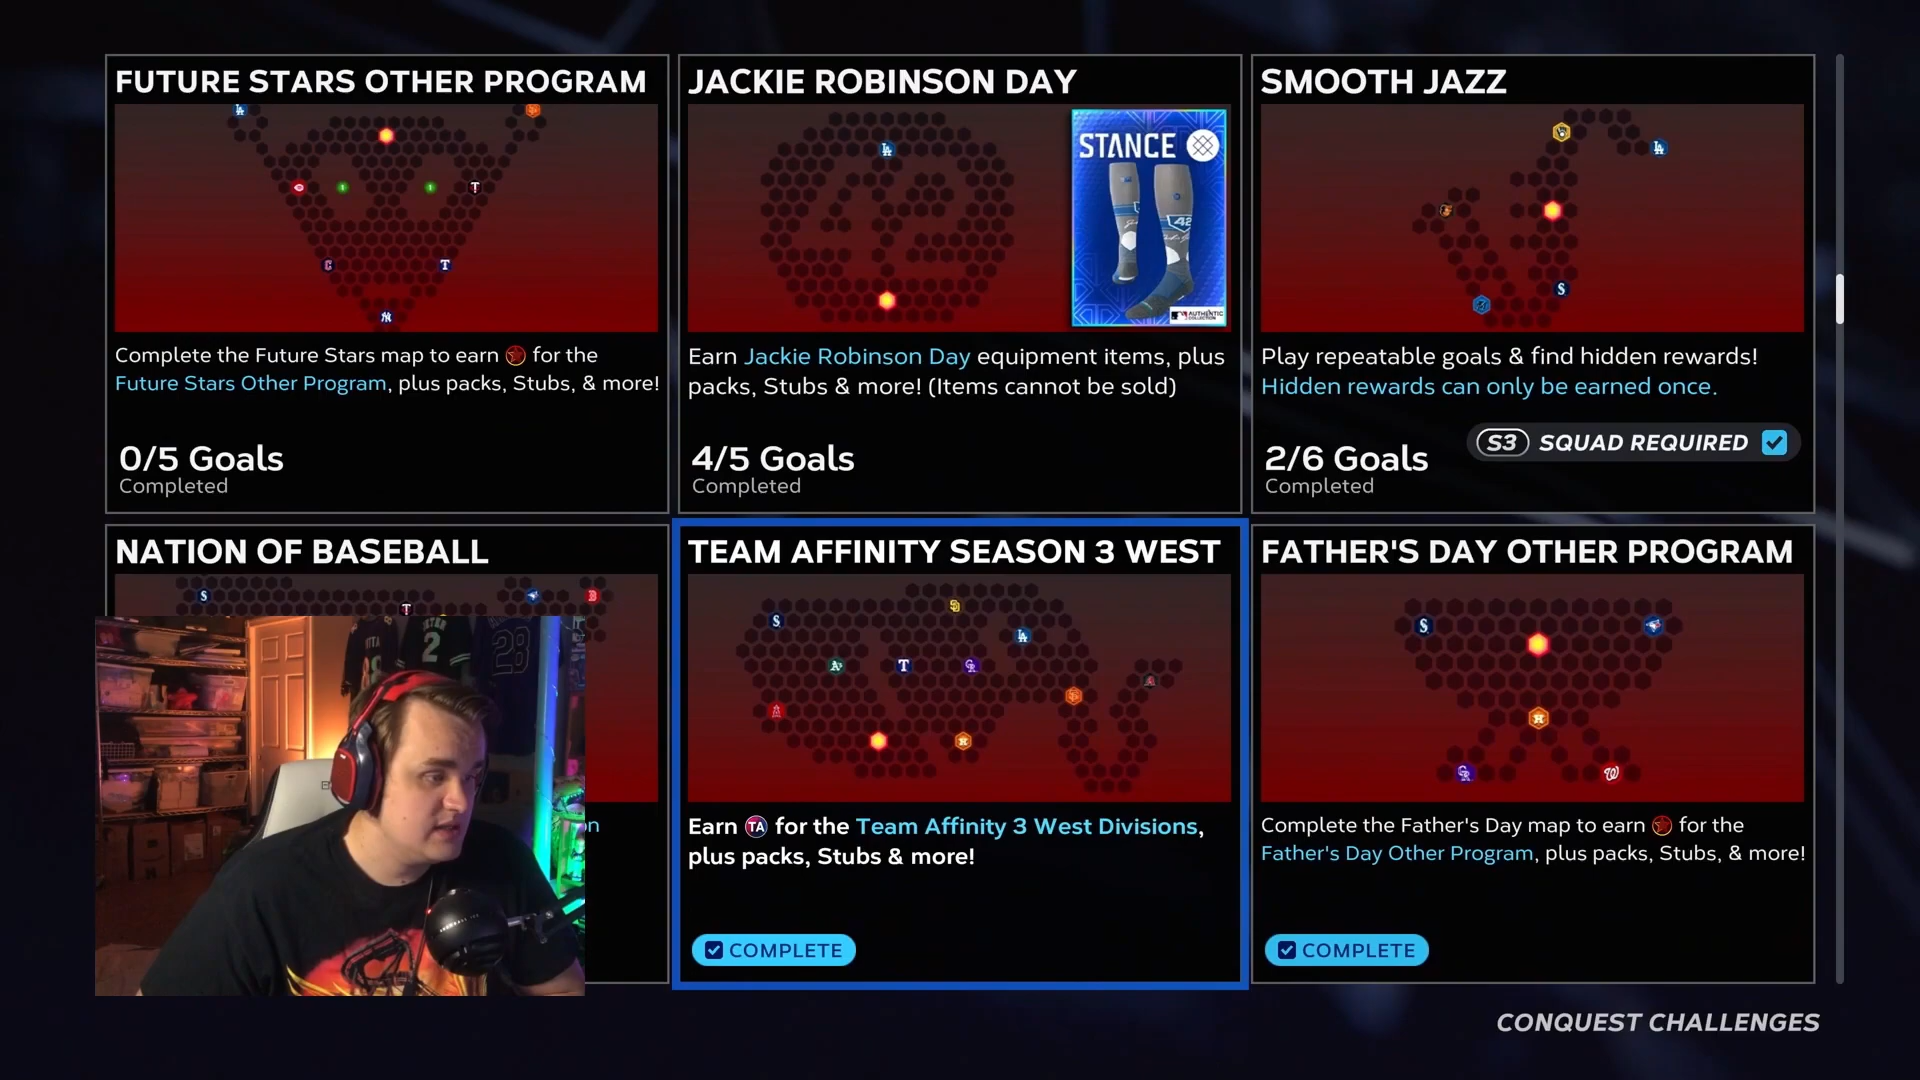 FUTURE STARS OTHER PROGRAM
Complete the Future Stars map to earn for the
Future Stars Other Program, plus packs, Stubs, & more!
0/5 Goals
Completed
JACKIE ROBINSON DAY
STANCE
42
AUTHENTIC
COLLECTION
Earn Jackie Robinson Day equipment items, plus
packs, Stubs & more! (Items cannot be sold)
4/5 Goals
Completed
SMOOTH JAZZ
Play repeatable goals & find hidden rewards!
Hidden rewards can only be earned once.
2/6 Goals
Completed
S3 SQUAD REQUIRED
NATION OF BASEBALL
2
28
TEAM AFFINITY SEASON 3 WEST
Earn TA for the Team Affinity 3 West Divisions,
plus packs, Stubs & more!
COMPLETE
FATHER'S DAY OTHER PROGRAM
Complete the Father's Day map to earn for the
Father's Day Other Program, plus packs, Stubs, & more!
COMPLETE
CONQUEST CHALLENGES